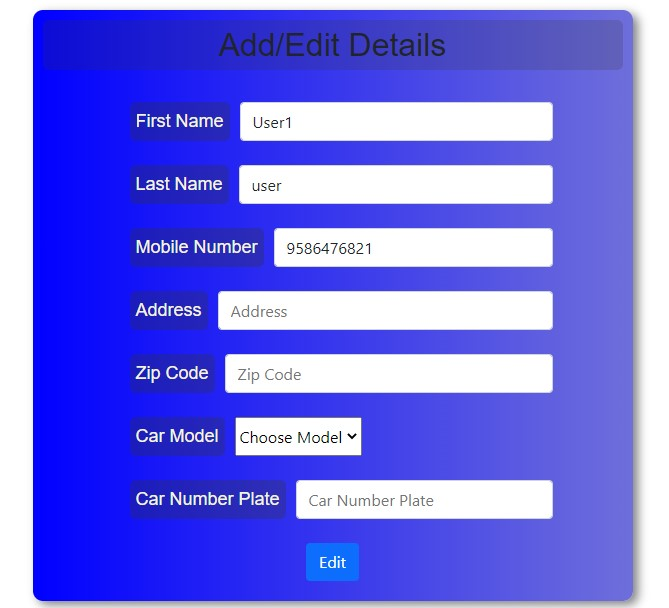 Add/Edit Details
First Name User1
Last Name user
Mobile Number 9586476821
Address Address
Zip Code Zip Code
Car Model Choose Model
Car Number Plate Car Number Plate
Edit